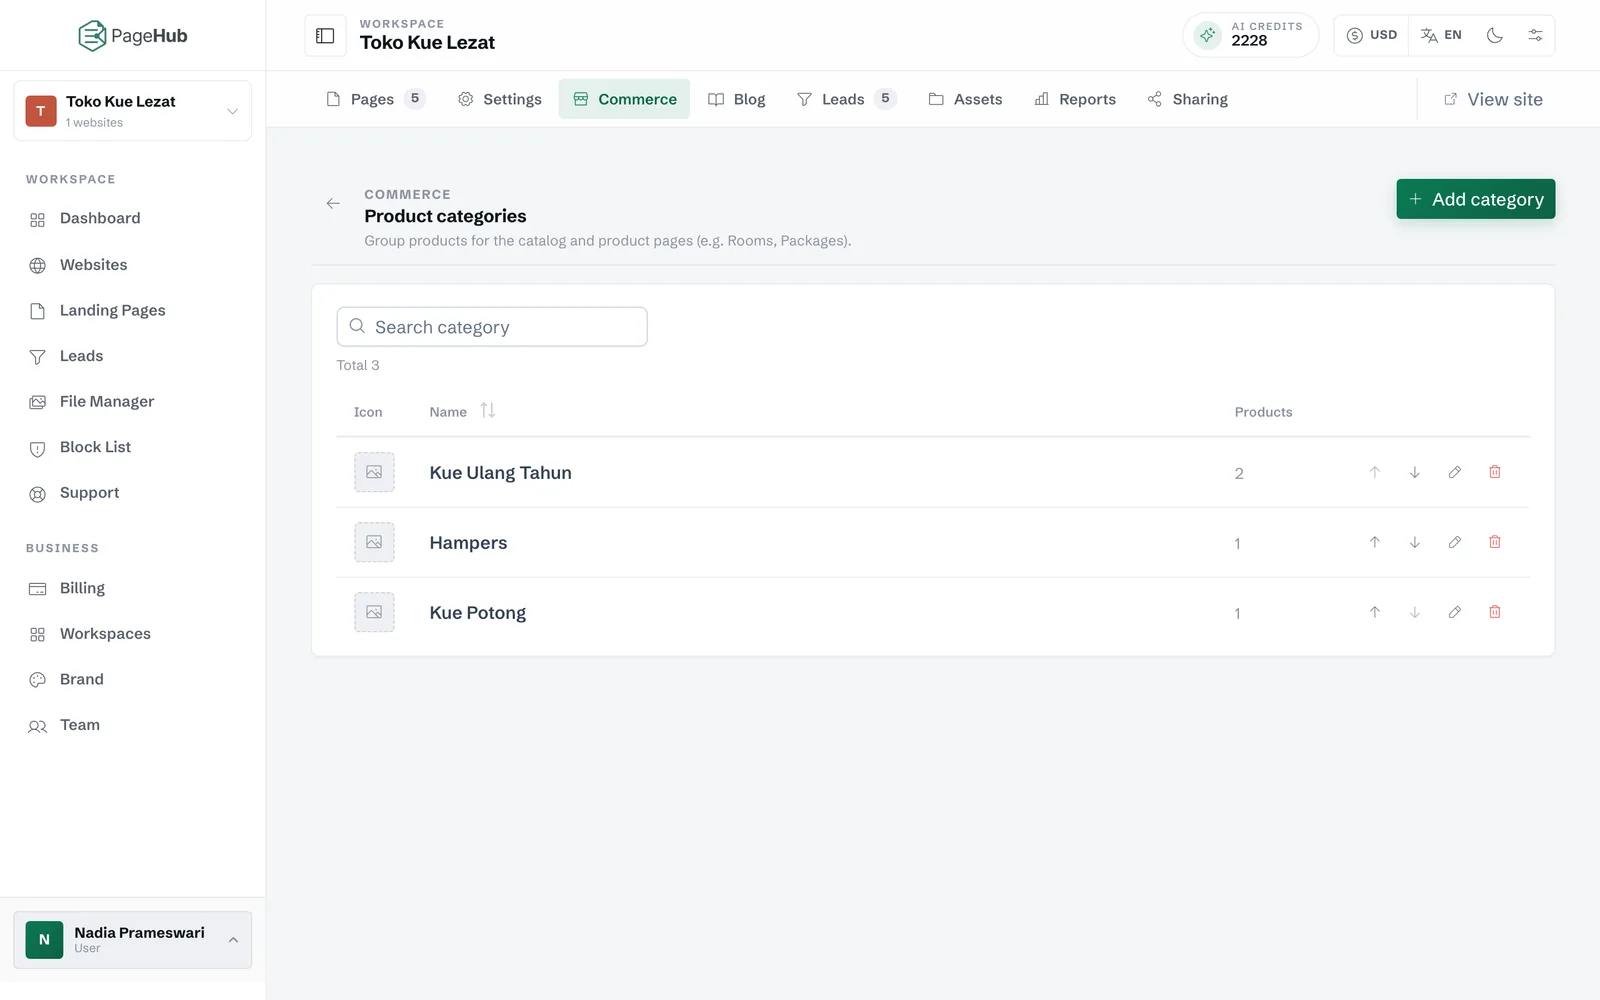 PageHub
WORKSPACE
Toko Kue Lezat
AI CREDITS
2228
USD
EN
T
Toko Kue Lezat
1 websites
Pages 5
Settings
Commerce
Blog
Leads 5
Assets
Reports
Sharing
View site
WORKSPACE
Dashboard
Websites
Landing Pages
Leads
File Manager
Block List
Support
BUSINESS
Billing
Workspaces
Brand
Team
N
Nadia Prameswari
User
COMMERCE
Product categories
Group products for the catalog and product pages (e.g. Rooms, Packages).
+ Add category
Search category
Total 3
Icon Name Products
Kue Ulang Tahun 2
Hampers 1
Kue Potong 1